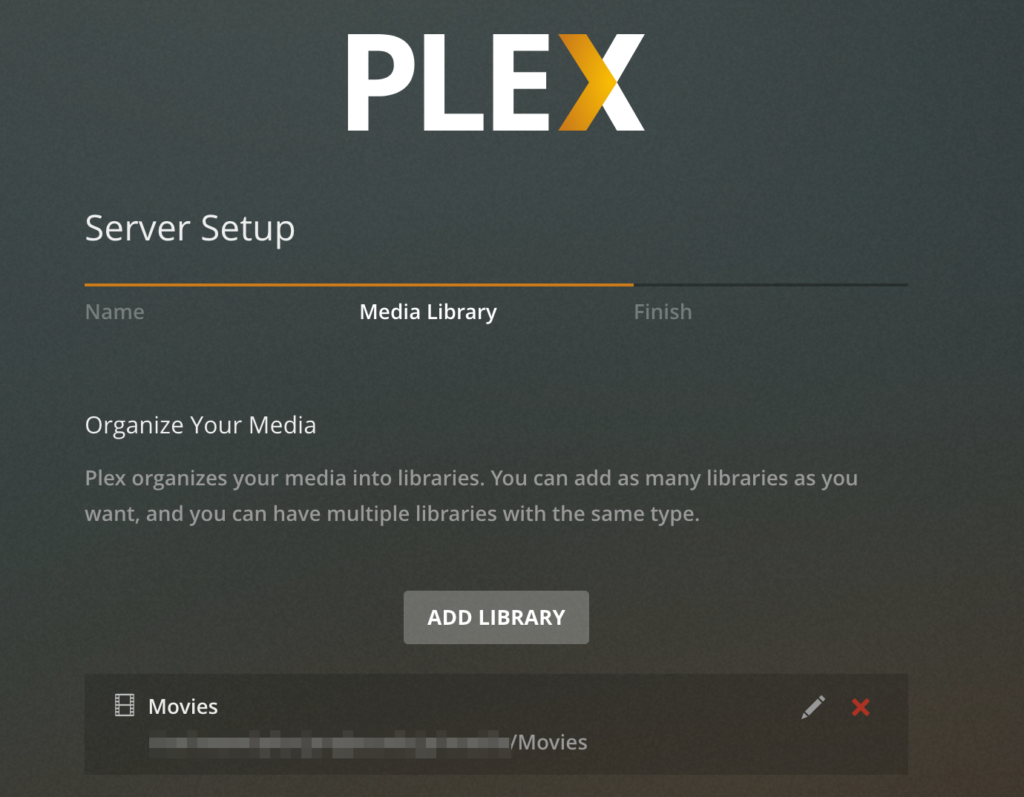 PLEX
Server Setup
Name
Media Library
Finish
Organize Your Media
Plex organizes your media into libraries. You can add as many libraries as you
want, and you can have multiple libraries with the same type.
ADD LIBRARY
Movies
/Movies